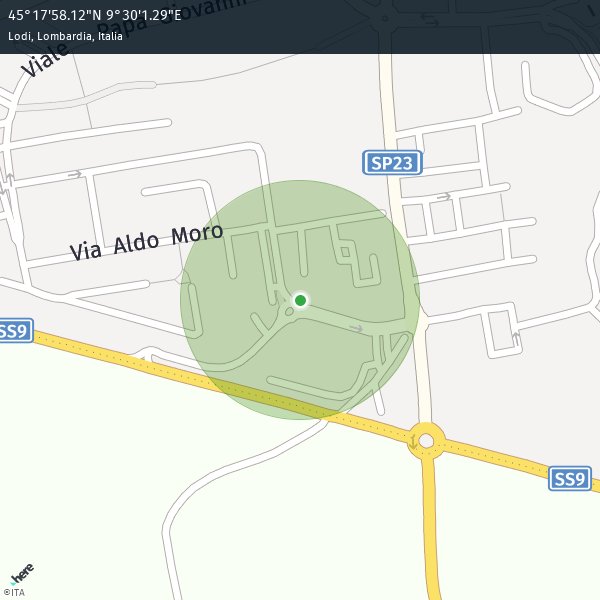 45°17'58.12"N 9°30'1.29"E
Lodi, Lombardia, Italia
Viale Papa Giovanni
SP23
Via Aldo Moro
SS9
SS9
here
©ITA